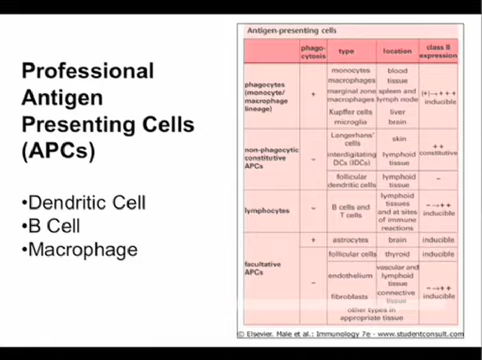 Professional
Antigen
Presenting Cells
(APCs)
•Dendritic Cell
•B Cell
•Macrophage
Antigen-presenting cells
phago-
cytosis
type
location
class II
expression
phagocytes
(monocyte/
macrophage
lineage)
+
monocytes
macrophages
blood
tissue
marginal zone
macrophages
spleen and
lymph node
Kupffer cells
liver
microglia
brain
(+)→+++
inducible
non-phagocytic
constitutive
APCs
–
Langerhans'
cells
skin
interdigitating
DCs (IDCs)
lymphoid
tissue
++
constitutive
follicular
dendritic cells
lymphoid
tissue
–
lymphocytes
–
B cells and
T cells
lymphoid
tissues
and at sites
of immune
reactions
–→++
inducible
facultative
APCs
+
astrocytes
brain
inducible
–
follicular cells
thyroid
inducible
endothelium
vascular and
lymphoid
tissue
fibroblasts
connective
tissue
other types in
appropriate tissue
–→++
inducible
© Elsevier. Male et al.: Immunology 7e - www.studentconsult.com